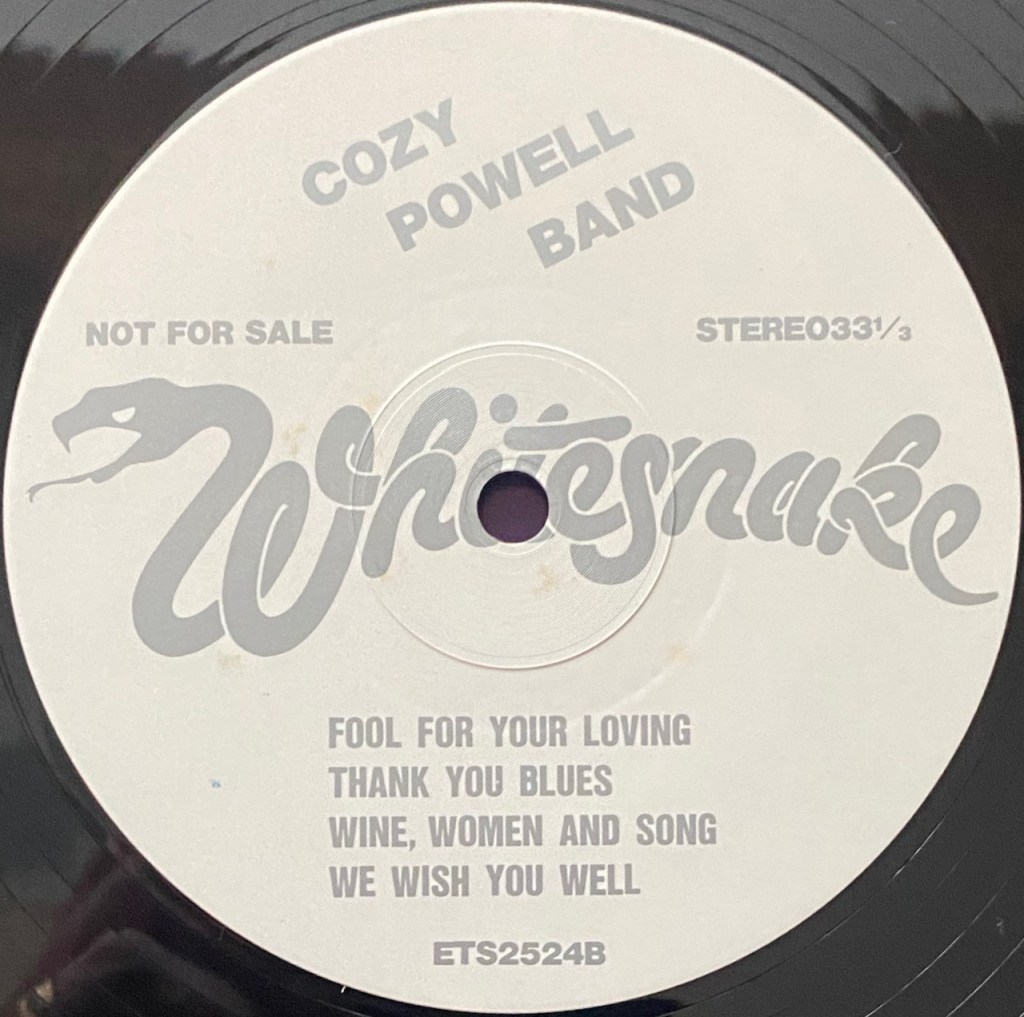 COZY
POWELL
BAND
NOT FOR SALE
STEREO33⅓
Whitesnake
FOOL FOR YOUR LOVING
THANK YOU BLUES
WINE, WOMEN AND SONG
WE WISH YOU WELL
ETS2524B